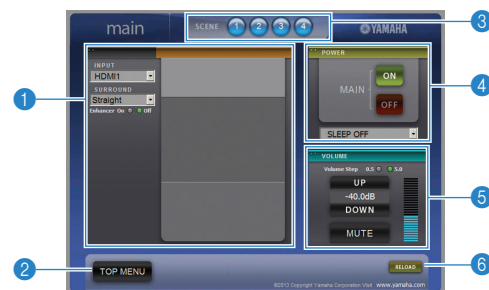 main
SCENE 1 2 3 4
YAMAHA
3
INPUT
HDMI1
SURROUND
Straight
Enhancer On Off
1
POWER
MAIN
ON
OFF
SLEEP OFF
4
VOLUME
Volume Step 0.5 5.0
UP
-40.0dB
DOWN
MUTE
5
2
TOP MENU
RELOAD
6
©2013 Copyright Yamaha Corporation Visit www.yamaha.com